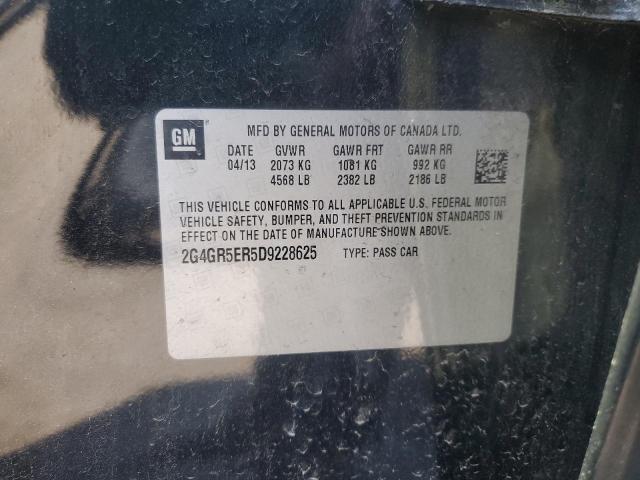 GM
MFD BY GENERAL MOTORS OF CANADA LTD.
DATE GVWR GAWR FRT GAWR RR
04/13 2073 KG 1081 KG 992 KG
4568 LB 2382 LB 2186 LB
THIS VEHICLE CONFORMS TO ALL APPLICABLE U.S. FEDERAL MOTOR
VEHICLE SAFETY, BUMPER, AND THEFT PREVENTION STANDARDS IN
EFFECT ON THE DATE OF MANUFACTURE SHOWN ABOVE.
2G4GR5ER5D9228625 TYPE: PASS CAR